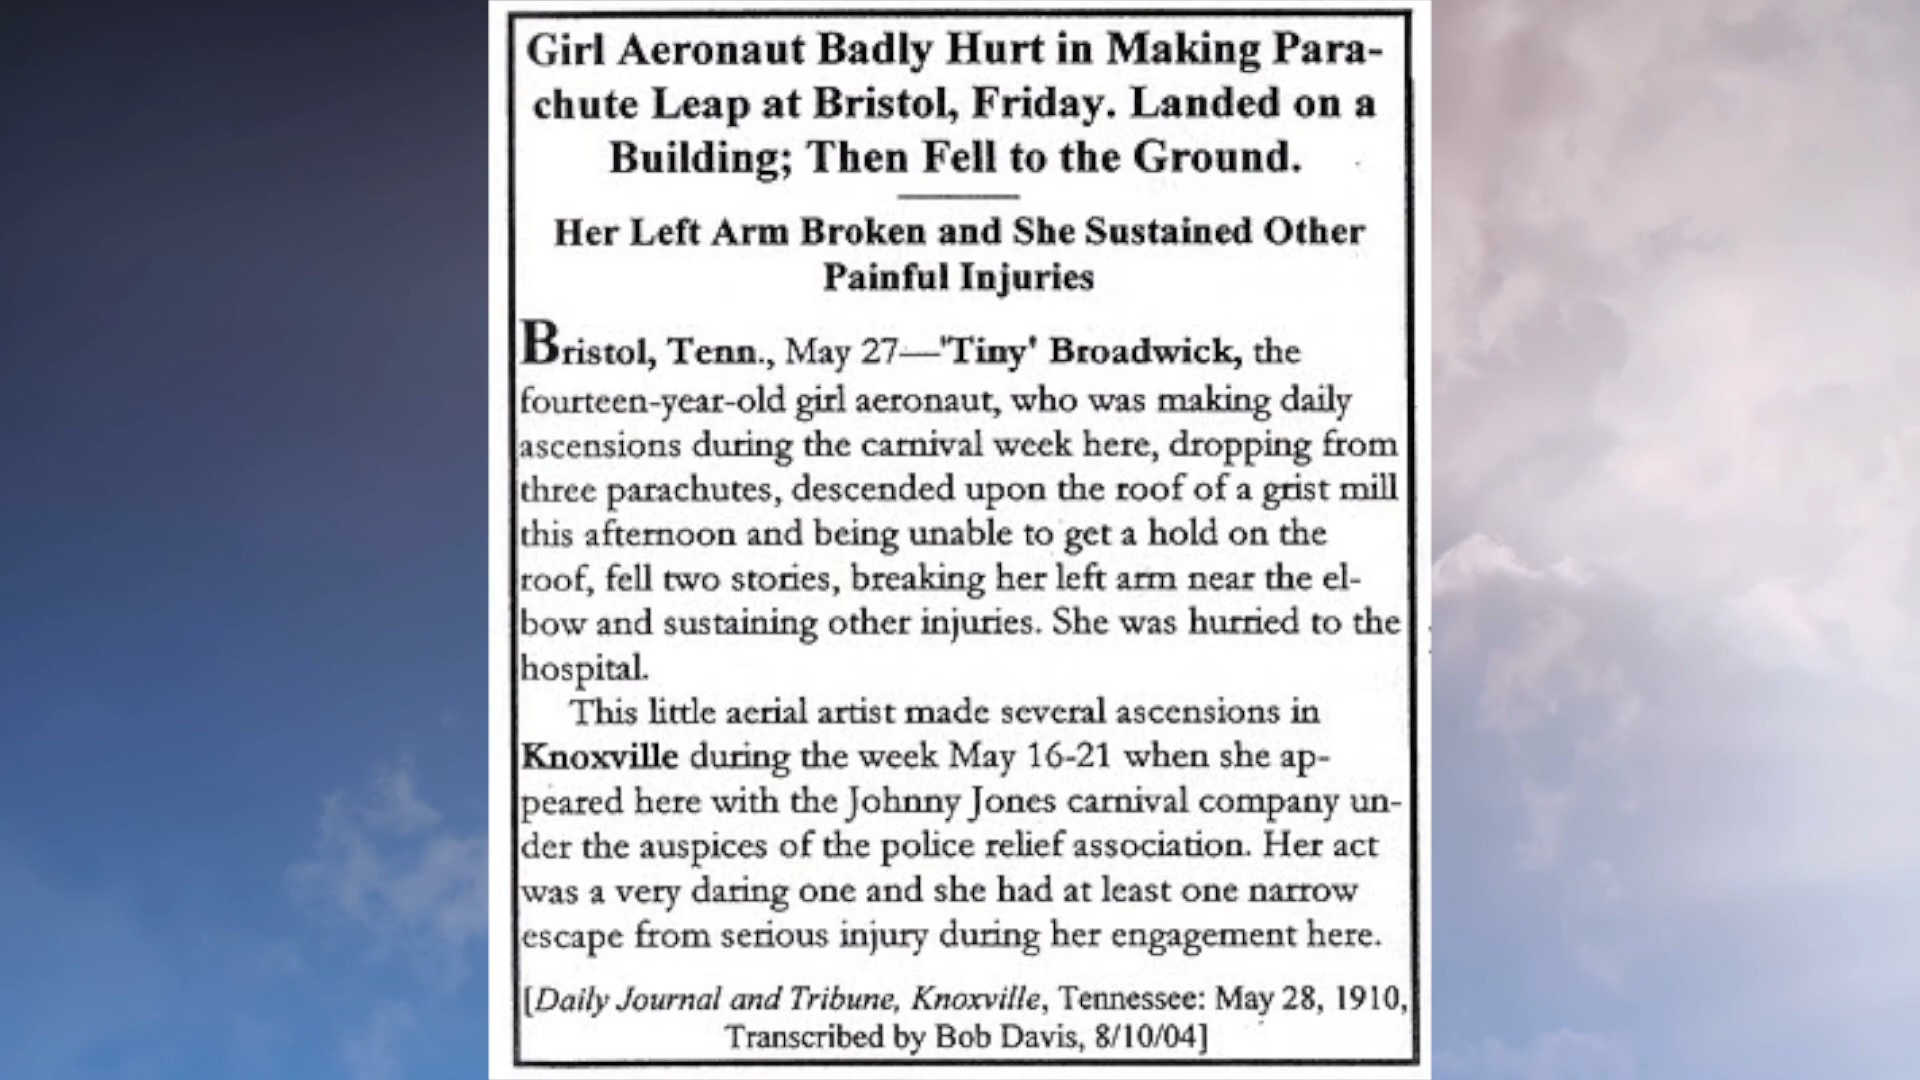 Girl Aeronaut Badly Hurt in Making Para-
chute Leap at Bristol, Friday. Landed on a
Building; Then Fell to the Ground.
Her Left Arm Broken and She Sustained Other
Painful Injuries
Bristol, Tenn., May 27—'Tiny' Broadwick, the
fourteen-year-old girl aeronaut, who was making daily
ascensions during the carnival week here, dropping from
three parachutes, descended upon the roof of a grist mill
this afternoon and being unable to get a hold on the
roof, fell two stories, breaking her left arm near the el-
bow and sustaining other injuries. She was hurried to the
hospital.
This little aerial artist made several ascensions in
Knoxville during the week May 16-21 when she ap-
peared here with the Johnny Jones carnival company un-
der the auspices of the police relief association. Her act
was a very daring one and she had at least one narrow
escape from serious injury during her engagement here.
[Daily Journal and Tribune, Knoxville, Tennessee: May 28, 1910,
Transcribed by Bob Davis, 8/10/04]